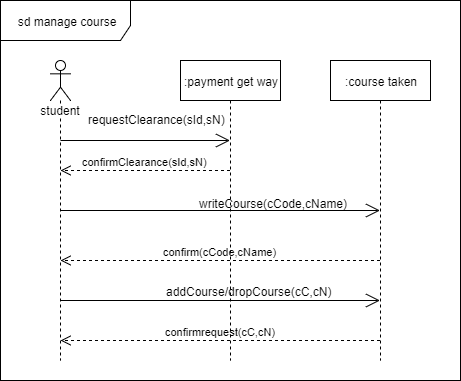 sd manage course
student
:payment get way
:course taken
requestClearance(sId,sN)
confirmClearance(sId,sN)
writeCourse(cCode,cName)
confirm(cCode,cName)
addCourse/dropCourse(cC,cN)
confirmrequest(cC,cN)